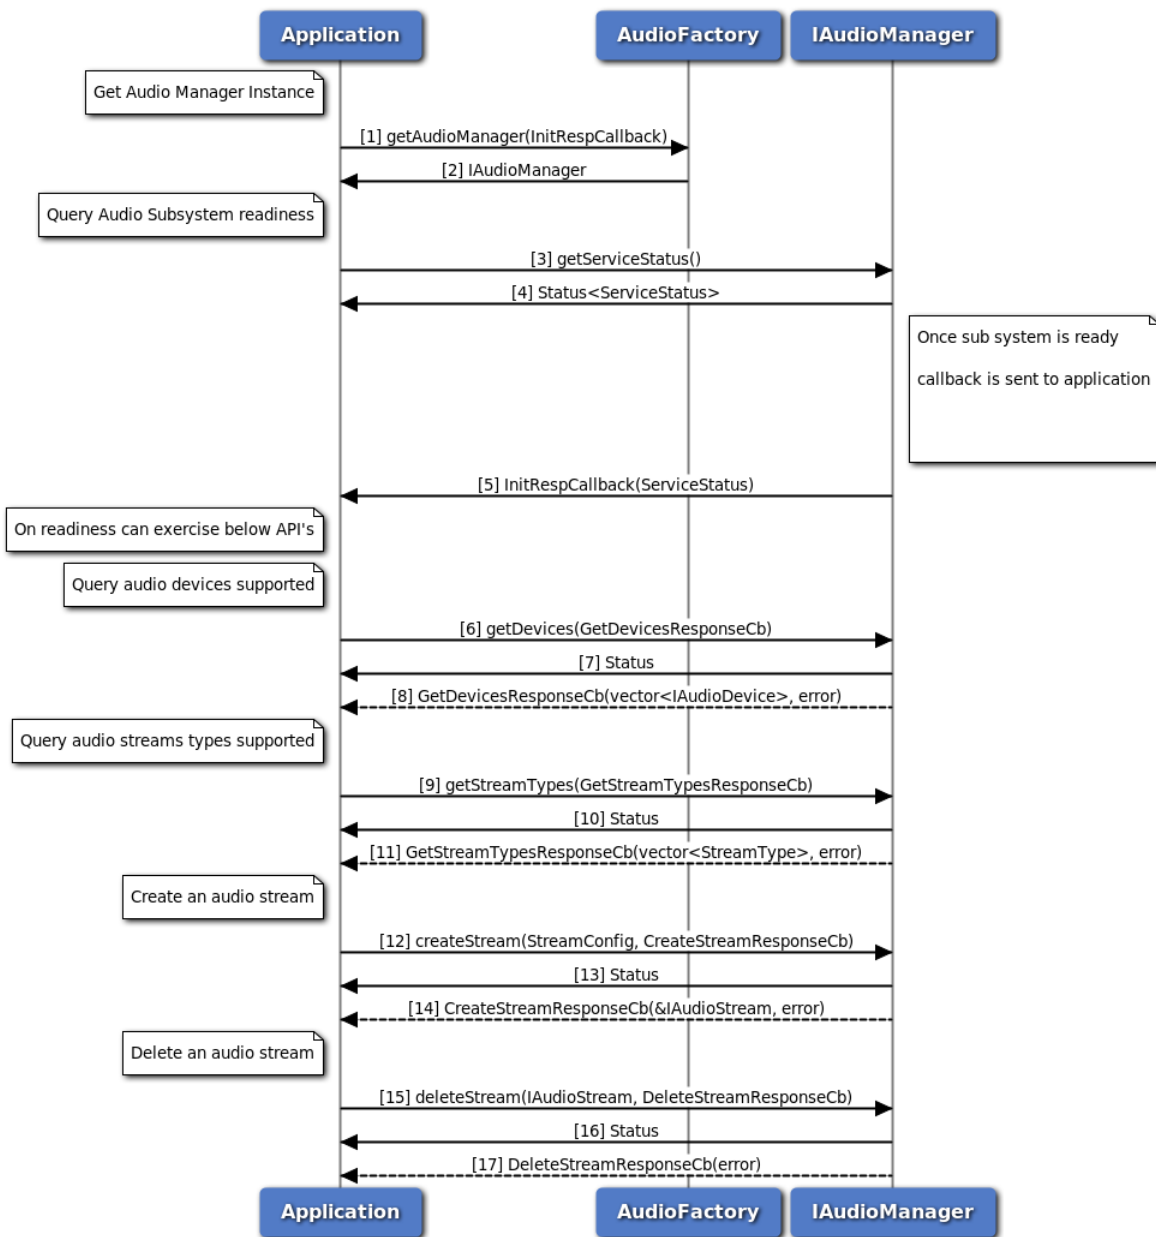 Application
AudioFactory
IAudioManager
Get Audio Manager Instance
[1] getAudioManager(InitRespCallback)
[2] IAudioManager
Query Audio Subsystem readiness
[3] getServiceStatus()
[4] Status<ServiceStatus>
Once sub system is ready
callback is sent to application
[5] InitRespCallback(ServiceStatus)
On readiness can exercise below API's
Query audio devices supported
[6] getDevices(GetDevicesResponseCb)
[7] Status
[8] GetDevicesResponseCb(vector<IAudioDevice>, error)
Query audio streams types supported
[9] getStreamTypes(GetStreamTypesResponseCb)
[10] Status
[11] GetStreamTypesResponseCb(vector<StreamType>, error)
Create an audio stream
[12] createStream(StreamConfig, CreateStreamResponseCb)
[13] Status
[14] CreateStreamResponseCb(&IAudioStream, error)
Delete an audio stream
[15] deleteStream(IAudioStream, DeleteStreamResponseCb)
[16] Status
[17] DeleteStreamResponseCb(error)
Application
AudioFactory
IAudioManager